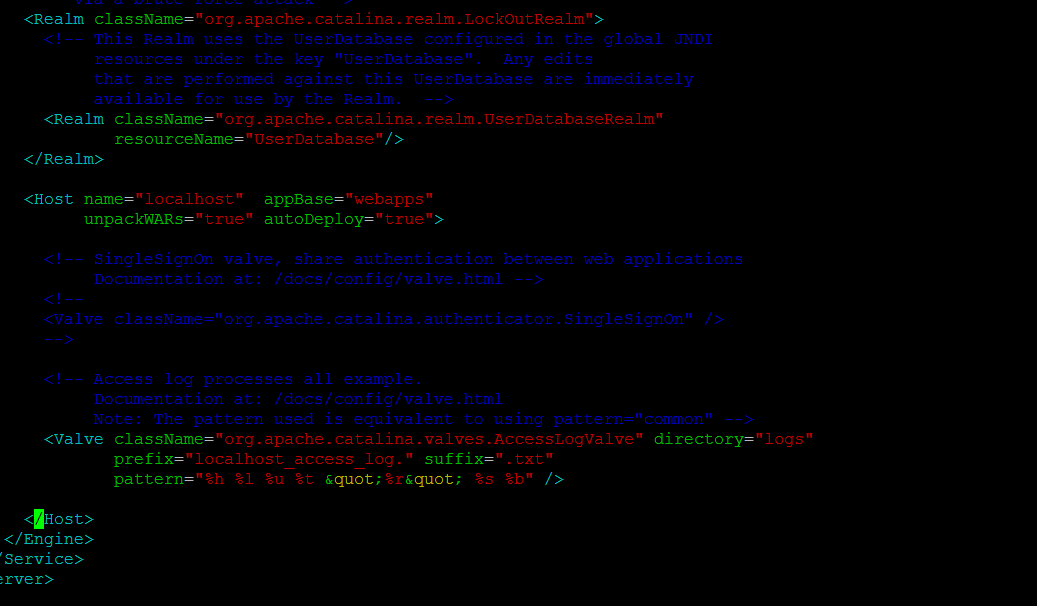 via a brute-force attack -->
<Realm className="org.apache.catalina.realm.LockOutRealm">
<!-- This Realm uses the UserDatabase configured in the global JNDI
resources under the key "UserDatabase".  Any edits
that are performed against this UserDatabase are immediately
available for use by the Realm.  -->
<Realm className="org.apache.catalina.realm.UserDatabaseRealm"
resourceName="UserDatabase"/>
</Realm>
<Host name="localhost"  appBase="webapps"
unpackWARs="true" autoDeploy="true">
<!-- SingleSignOn valve, share authentication between web applications
Documentation at: /docs/config/valve.html -->
<!--
<Valve className="org.apache.catalina.authenticator.SingleSignOn" />
-->
<!-- Access log processes all example.
Documentation at: /docs/config/valve.html
Note: The pattern used is equivalent to using pattern="common" -->
<Valve className="org.apache.catalina.valves.AccessLogValve" directory="logs"
prefix="localhost_access_log." suffix=".txt"
pattern="%h %l %u %t &quot;%r&quot; %s %b" />
</Host>
</Engine>
/Service>
erver>